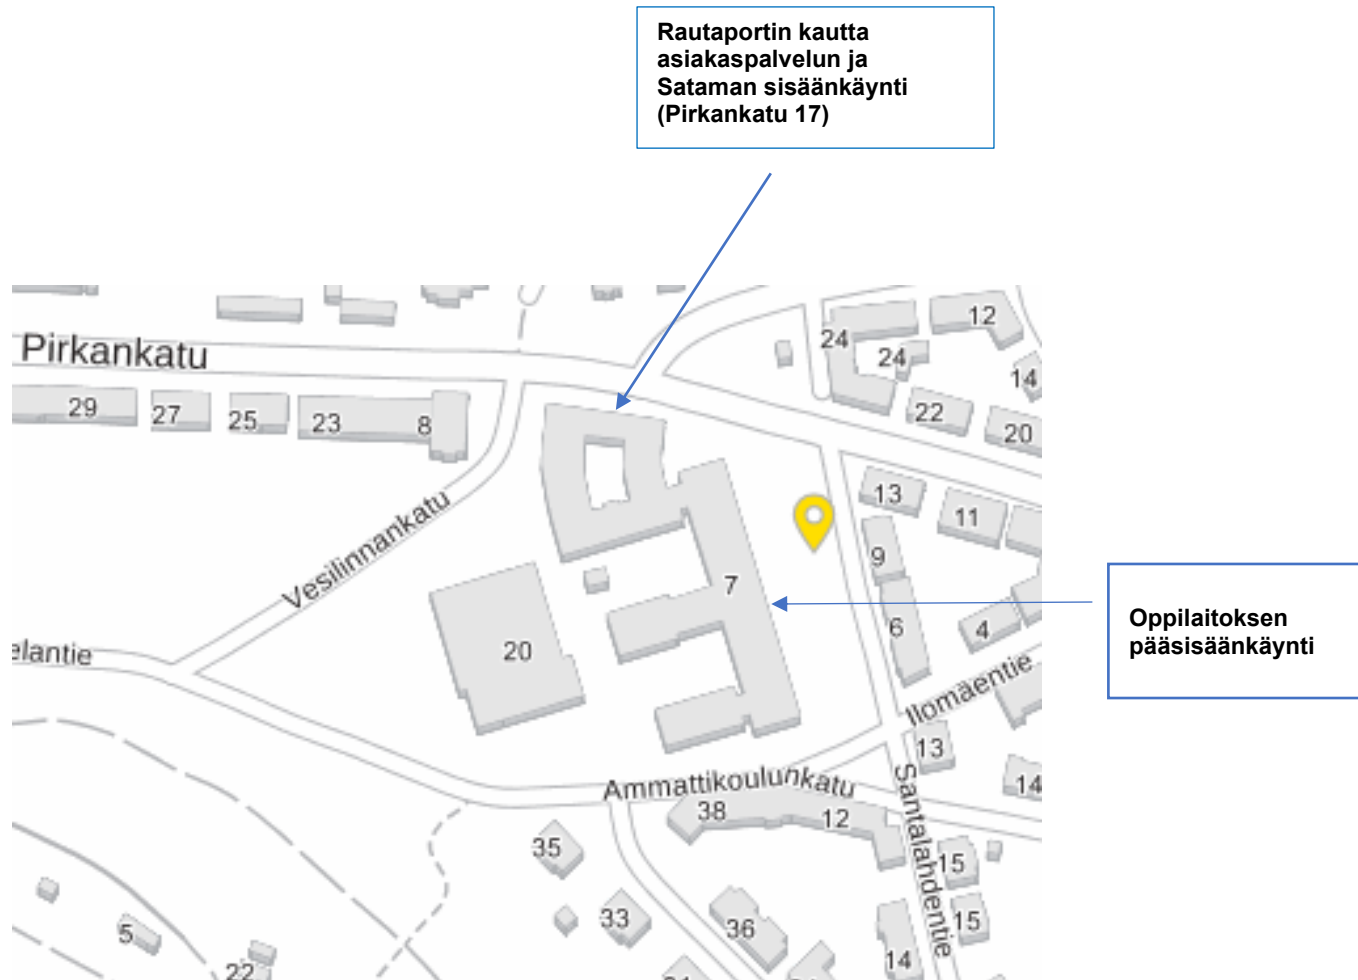 Rautaportin kautta
asiakaspalvelun ja
Sataman sisäänkäynti
(Pirkankatu 17)
12
24
24
14
Pirkankatu
29
27
25
23
8
22
20
13
11
Vesilinnankatu
9
7
6
4
Oppilaitoksen
pääsisäänkäynti
elantie
20
Ilomäentie
13
14
Ammattikoulunkatu
38
12
Santalahdentie
35
15
33
36
15
5
22
14